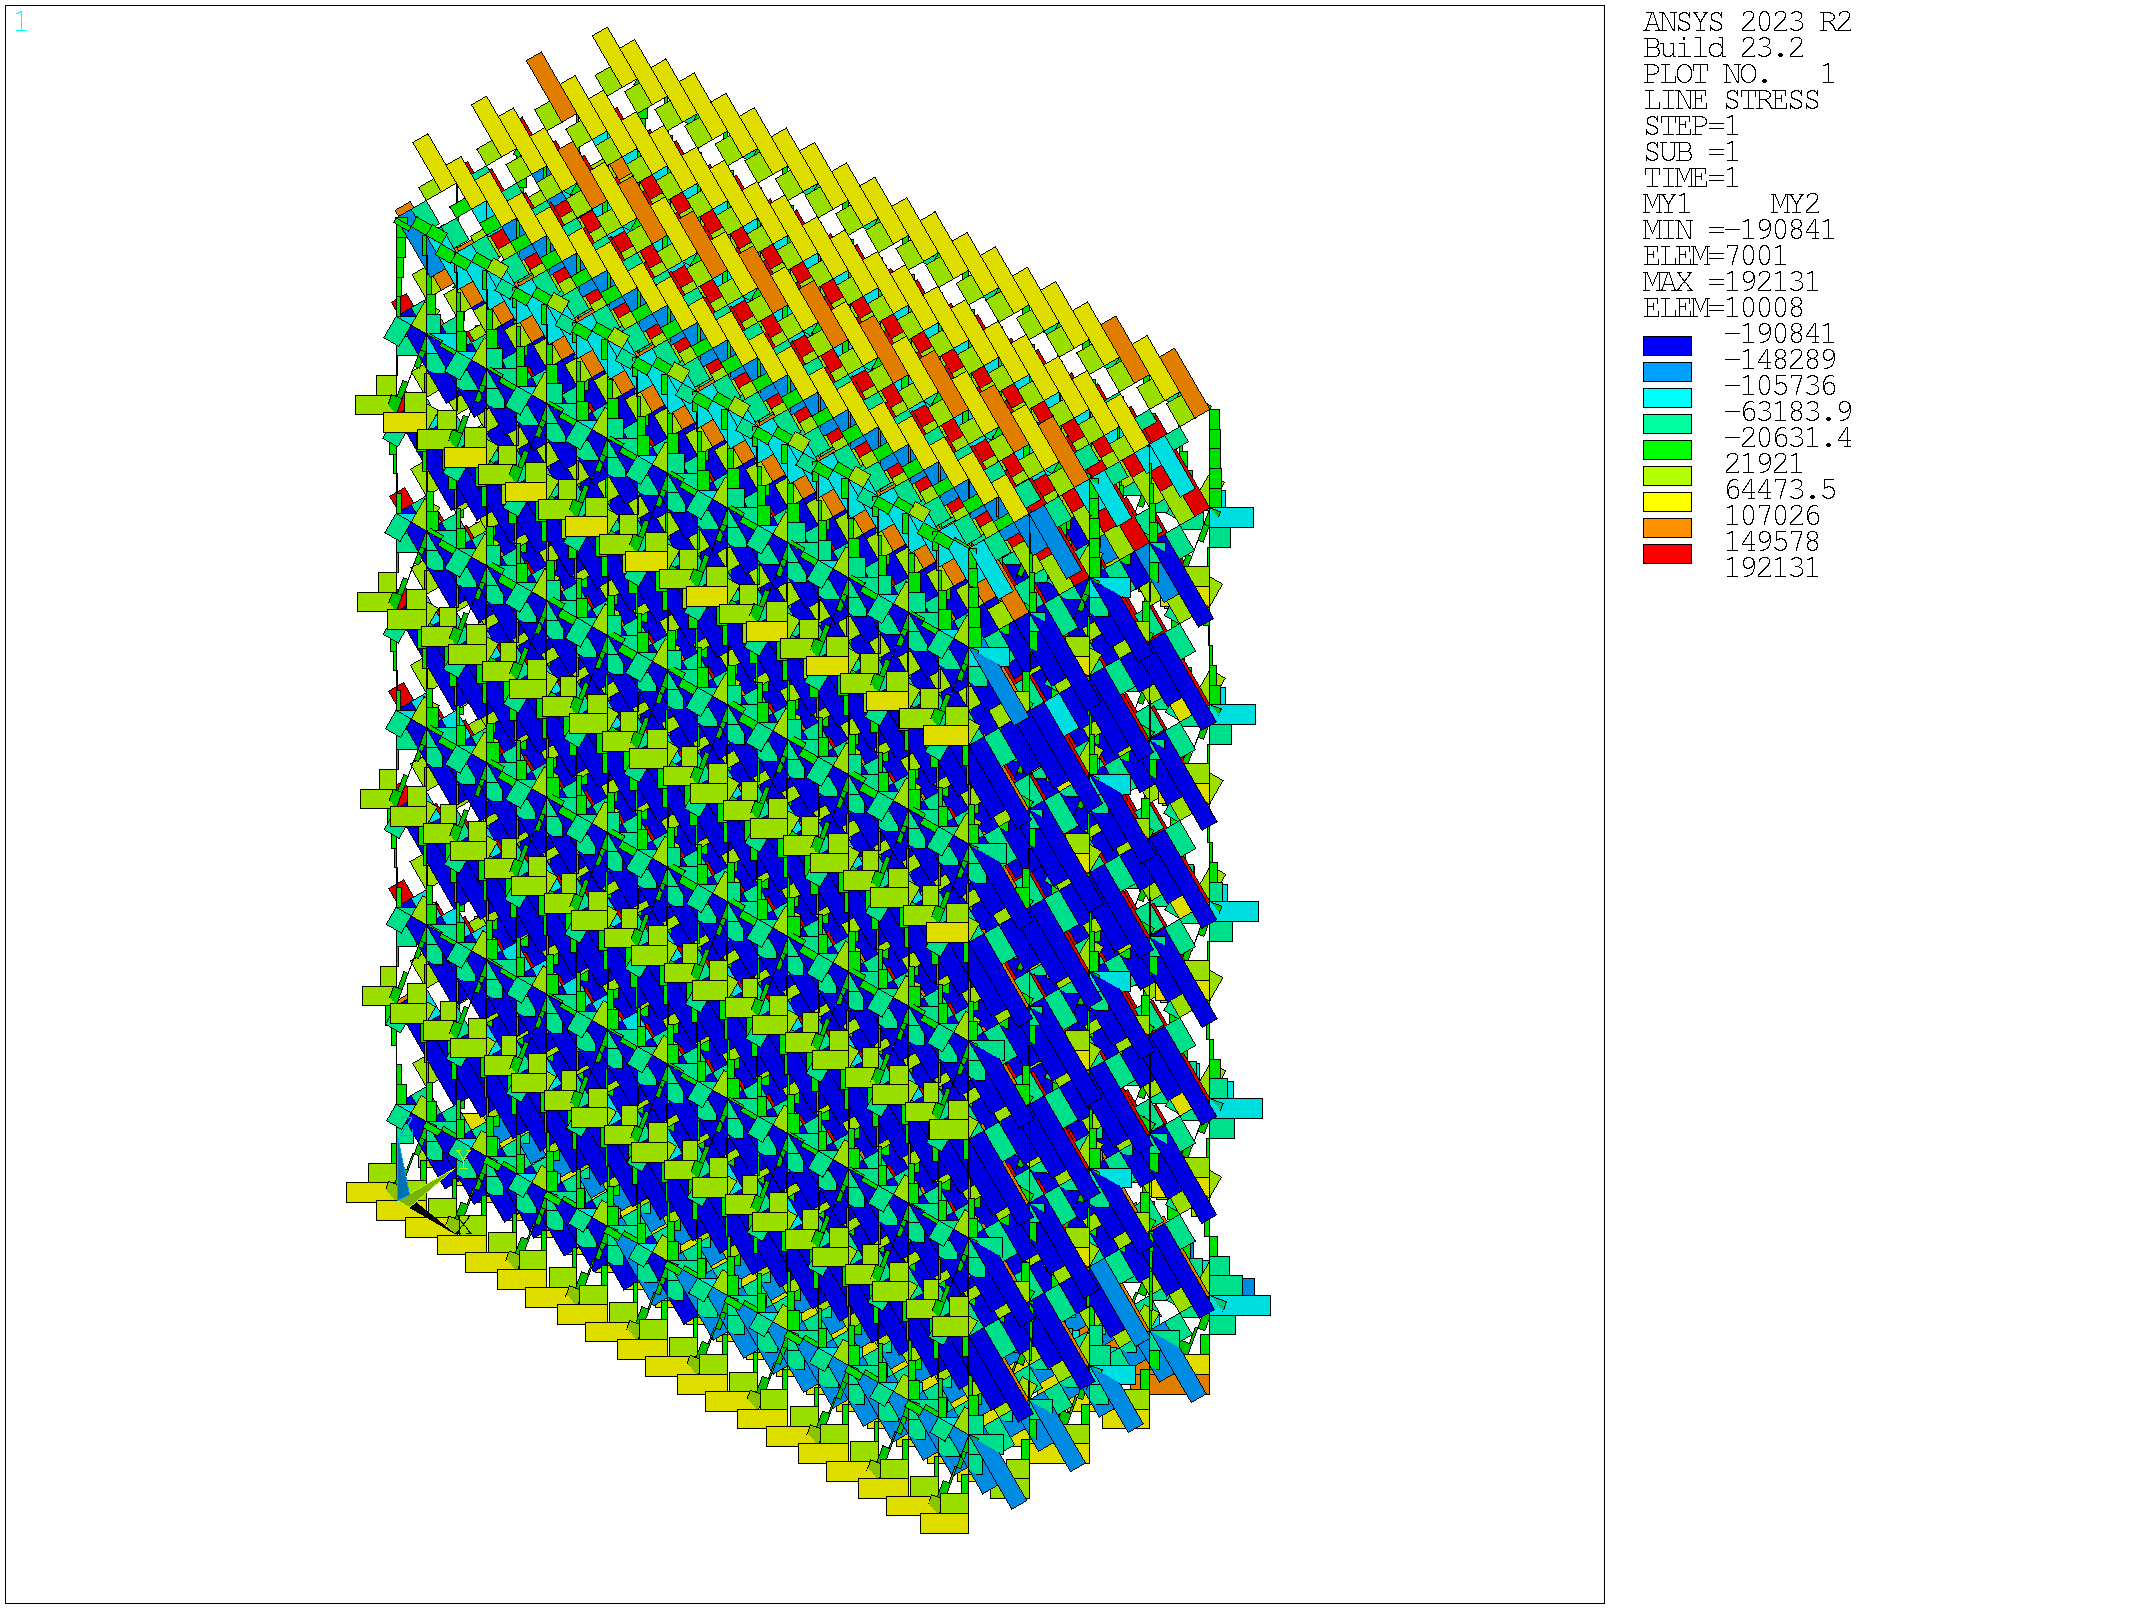 1
ANSYS 2023 R2
Build 23.2
PLOT NO.   1
LINE STRESS
STEP=1
SUB =1
TIME=1
MY1     MY2
MIN =-190841
ELEM=7001
MAX =192131
ELEM=10008
-190841
-148289
-105736
-63183.9
-20631.4
21921
64473.5
107026
149578
192131
Y
X